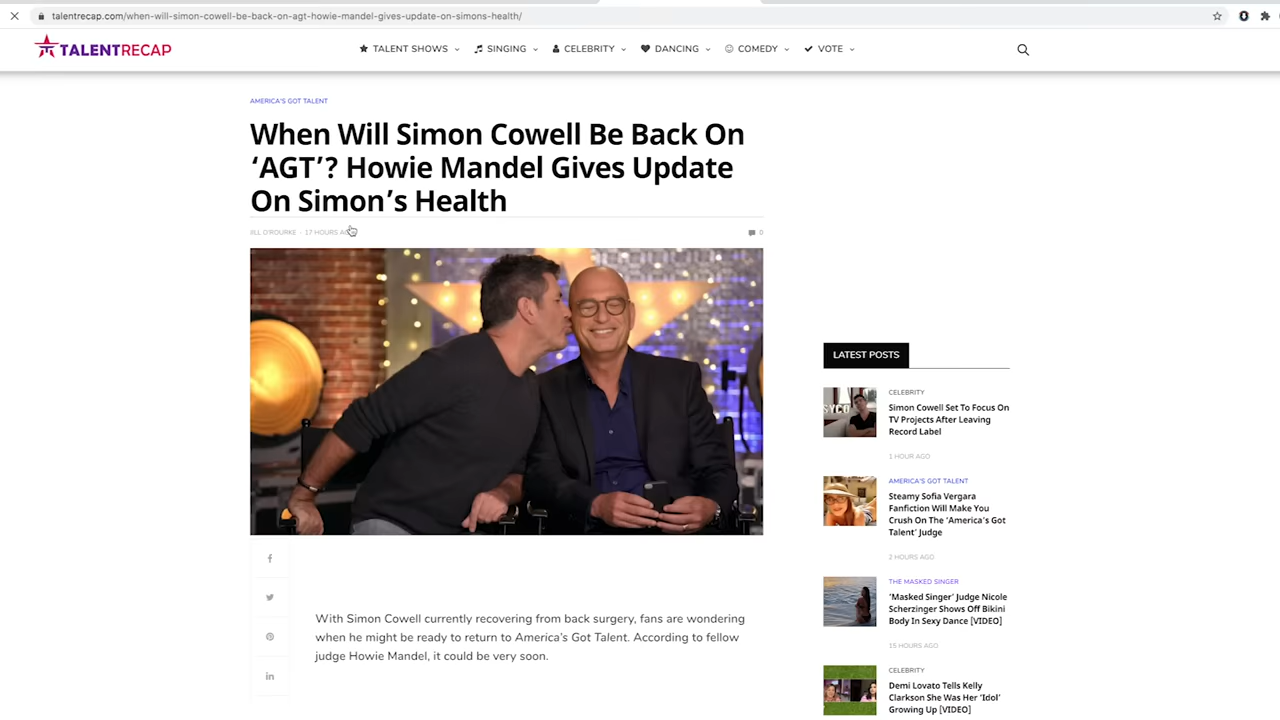 talentrecap.com/when-will-simon-cowell-be-back-on-agt-howie-mandel-gives-update-on-simons-health/
TALENTRECAP
TALENT SHOWS
SINGING
CELEBRITY
DANCING
COMEDY
VOTE
AMERICA'S GOT TALENT
When Will Simon Cowell Be Back On
‘AGT’? Howie Mandel Gives Update
On Simon’s Health
JILL O'ROURKE - 17 HOURS
0
With Simon Cowell currently recovering from back surgery, fans are wondering
when he might be ready to return to America’s Got Talent. According to fellow
judge Howie Mandel, it could be very soon.
LATEST POSTS
SYCO
CELEBRITY
Simon Cowell Set To Focus On
TV Projects After Leaving
Record Label
1 HOUR AGO
AMERICA'S GOT TALENT
Steamy Sofia Vergara
Fanfiction Will Make You
Crush On The ‘America’s Got
Talent’ Judge
2 HOURS AGO
THE MASKED SINGER
‘Masked Singer’ Judge Nicole
Scherzinger Shows Off Bikini
Body In Sexy Dance [VIDEO]
15 HOURS AGO
CELEBRITY
Demi Lovato Tells Kelly
Clarkson She Was Her ‘Idol’
Growing Up [VIDEO]